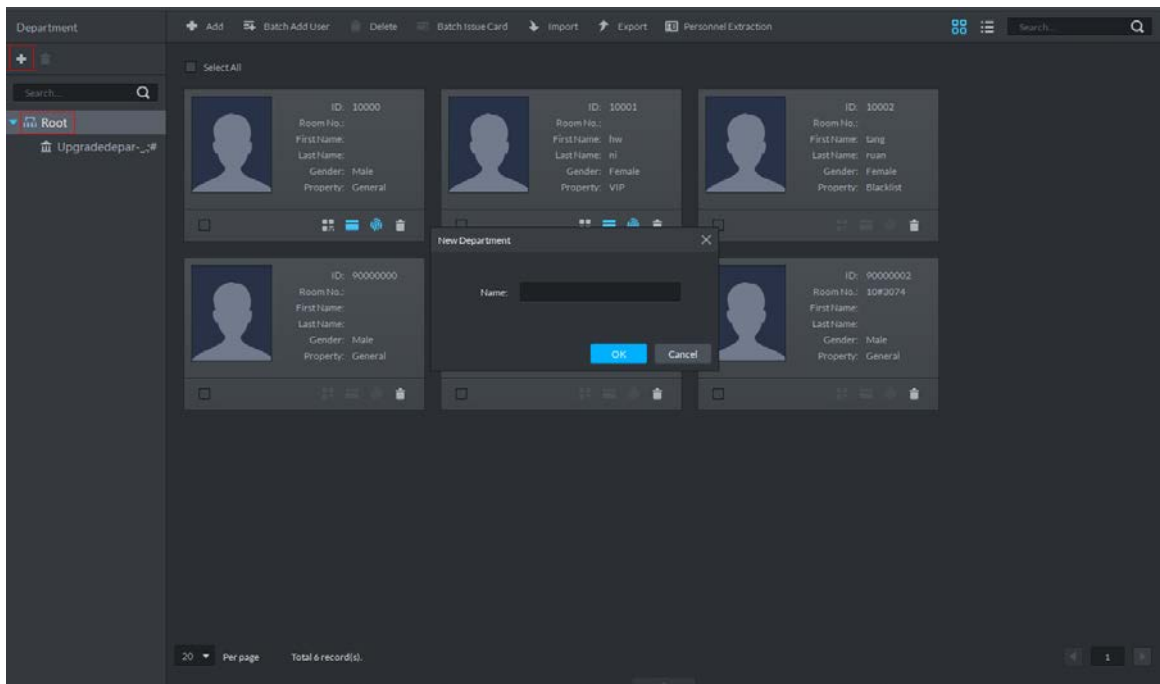 Department
Add Batch Add User Delete Batch Issue Card Import Export Personnel Extraction Search...
Search...
Root
Upgradedepar-_;#
Select All
ID: 10000
Room No.:
First Name:
Last Name:
Gender: Male
Property: General
ID: 10001
Room No.:
First Name: hw
Last Name: ni
Gender: Female
Property: VIP
ID: 10002
Room No.:
First Name: tang
Last Name: ruan
Gender: Female
Property: Blacklist
New Department
Name:
OK Cancel
ID: 90000000
Room No.:
First Name:
Last Name:
Gender: Male
Property: General
ID: 90000002
Room No.: 10#2074
First Name:
Last Name:
Gender: Male
Property: General
20 Per page Total 6 record(s).
1